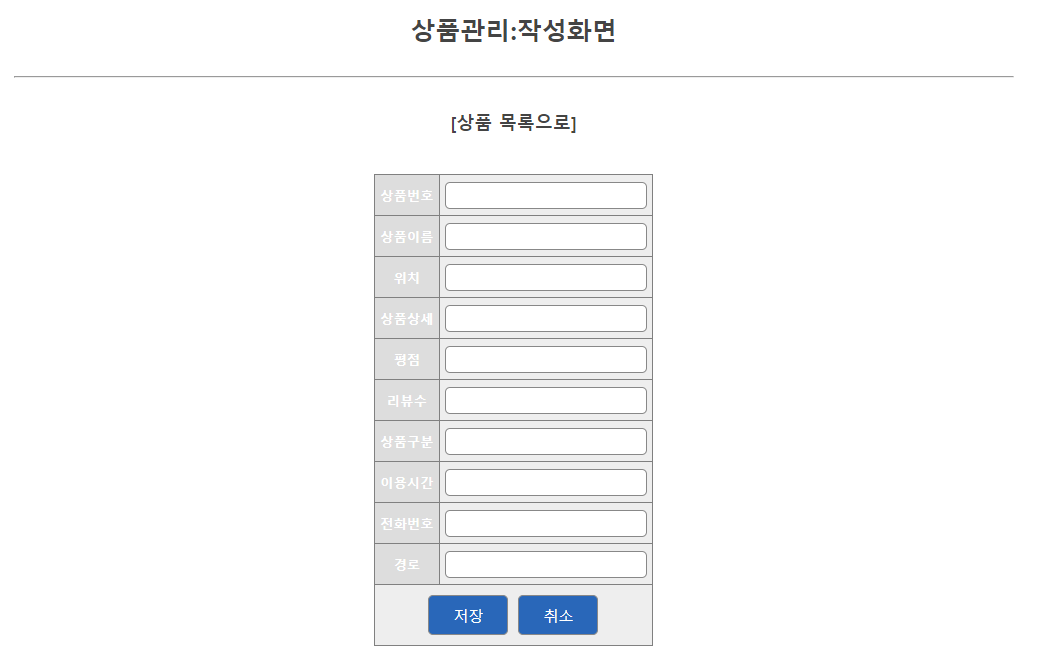 상품관리:작성화면
[상품 목록으로]
상품번호
상품이름
위치
상품상세
평점
리뷰수
상품구분
이용시간
전화번호
경로
저장 취소